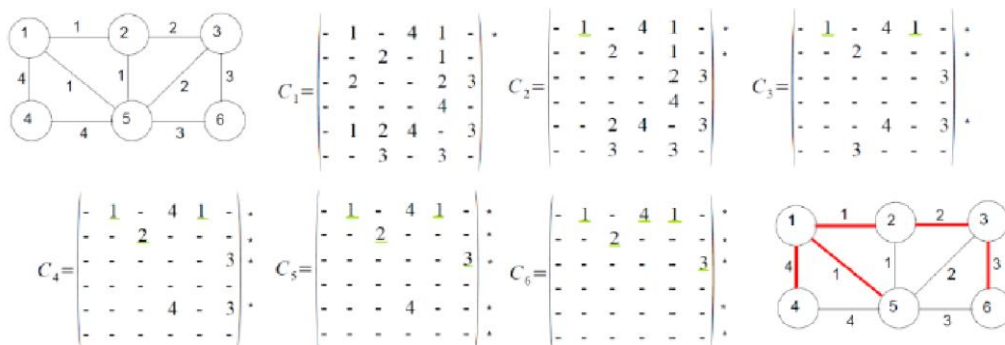 1 1 2 2 3
4 1 1 2 3
4 4 5 3 6
C₁=
- 1 - 4 1 - *
- - 2 - 1 -
- 2 - - 2 3
- - - - 4 -
- 1 2 4 - 3
- - 3 - 3 -
C₂=
- 1 - 4 1 - *
- - 2 - 1 - *
- - - - 2 3
- - - - 4 -
- - 2 4 - 3
- - 3 - 3 -
C₃=
- 1 - 4 1 - *
- - 2 - - - *
- - - - - 3
- - - - - -
- - - 4 - 3 *
- - 3 - - -
C₄=
- 1 - 4 1 - *
- - 2 - - - *
- - - - - 3 *
- - - - - -
- - - 4 - 3 *
- - - - - -
C₅=
- 1 - 4 1 - *
- - 2 - - - *
- - - - - 3 *
- - - - - -
- - - 4 - - *
- - - - - - *
C₆=
- 1 - 4 1 - *
- - 2 - - - *
- - - - - 3 *
- - - - - -
- - - - - - *
- - - - - - *
1 1 2 2 3
4 1 1 2 3
4 4 5 3 6